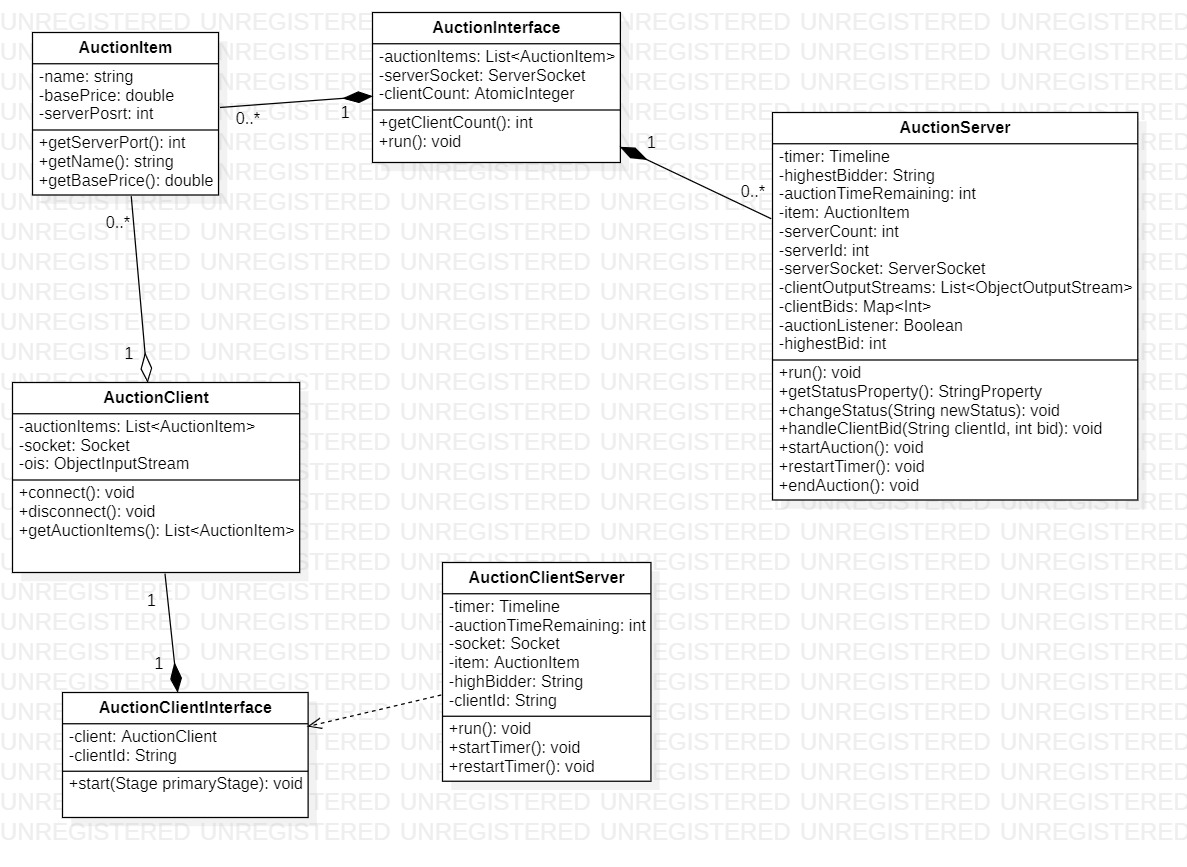 AuctionItem
-name: string
-basePrice: double
-serverPosrt: int
+getServerPort(): int
+getName(): string
+getBasePrice(): double
0..*
1
AuctionInterface
-auctionItems: List<AuctionItem>
-serverSocket: ServerSocket
-clientCount: AtomicInteger
+getClientCount(): int
+run(): void
1
0..*
AuctionServer
-timer: Timeline
-highestBidder: String
-auctionTimeRemaining: int
-item: AuctionItem
-serverCount: int
-serverId: int
-serverSocket: ServerSocket
-clientOutputStreams: List<ObjectOutputStream>
-clientBids: Map<Int>
-auctionListener: Boolean
-highestBid: int
+run(): void
+getStatusProperty(): StringProperty
+changeStatus(String newStatus): void
+handleClientBid(String clientId, int bid): void
+startAuction(): void
+restartTimer(): void
+endAuction(): void
0..*
1
AuctionClient
-auctionItems: List<AuctionItem>
-socket: Socket
-ois: ObjectInputStream
+connect(): void
+disconnect(): void
+getAuctionItems(): List<AuctionItem>
1
1
AuctionClientInterface
-client: AuctionClient
-clientId: String
+start(Stage primaryStage): void
AuctionClientServer
-timer: Timeline
-auctionTimeRemaining: int
-socket: Socket
-item: AuctionItem
-highBidder: String
-clientId: String
+run(): void
+startTimer(): void
+restartTimer(): void
UNREGISTERED